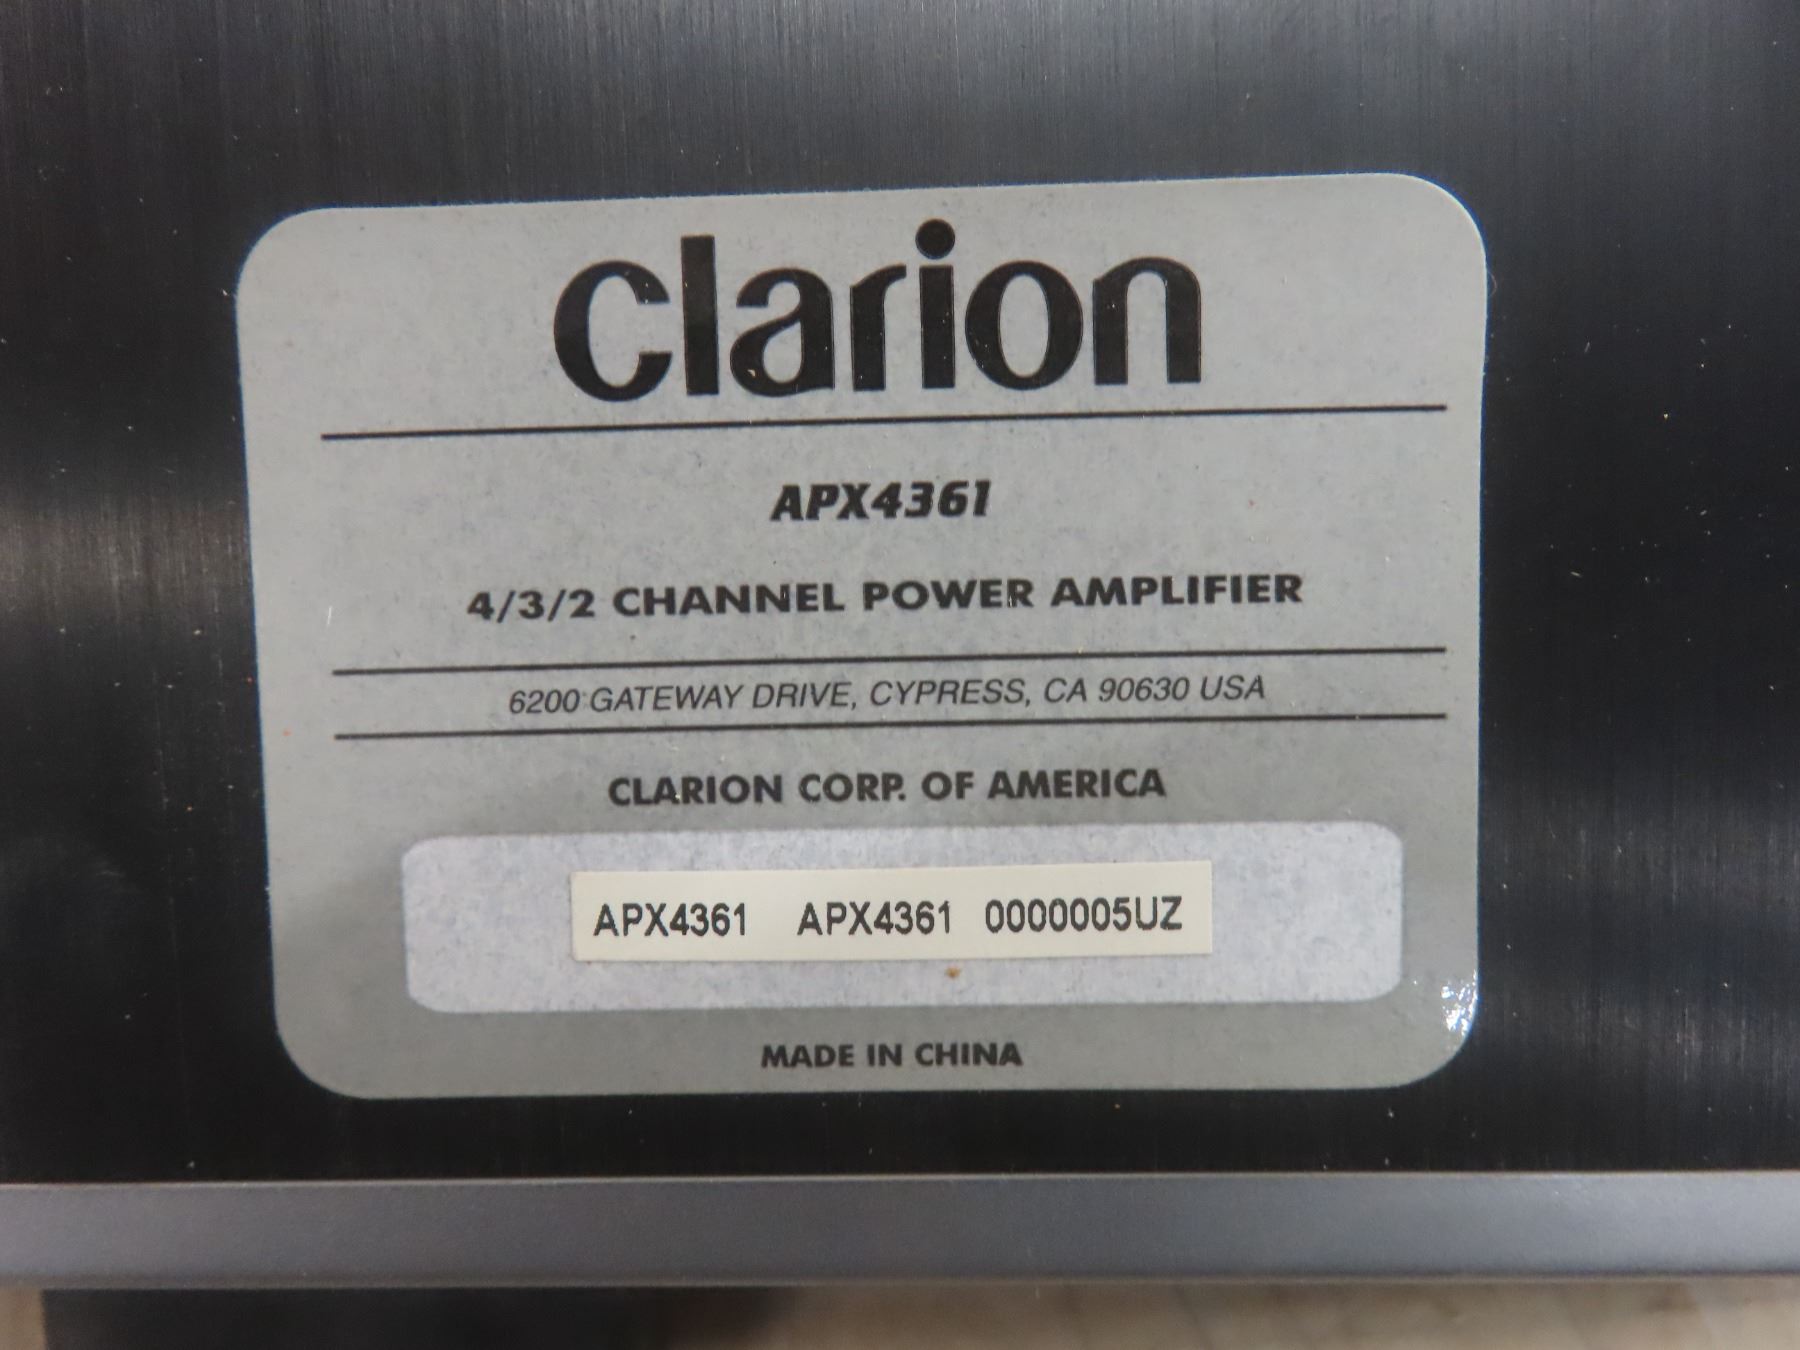 clarion
APX4361
4/3/2 CHANNEL POWER AMPLIFIER
6200 GATEWAY DRIVE, CYPRESS, CA 90630 USA
CLARION CORP. OF AMERICA
APX4361 APX4361 0000005UZ
MADE IN CHINA